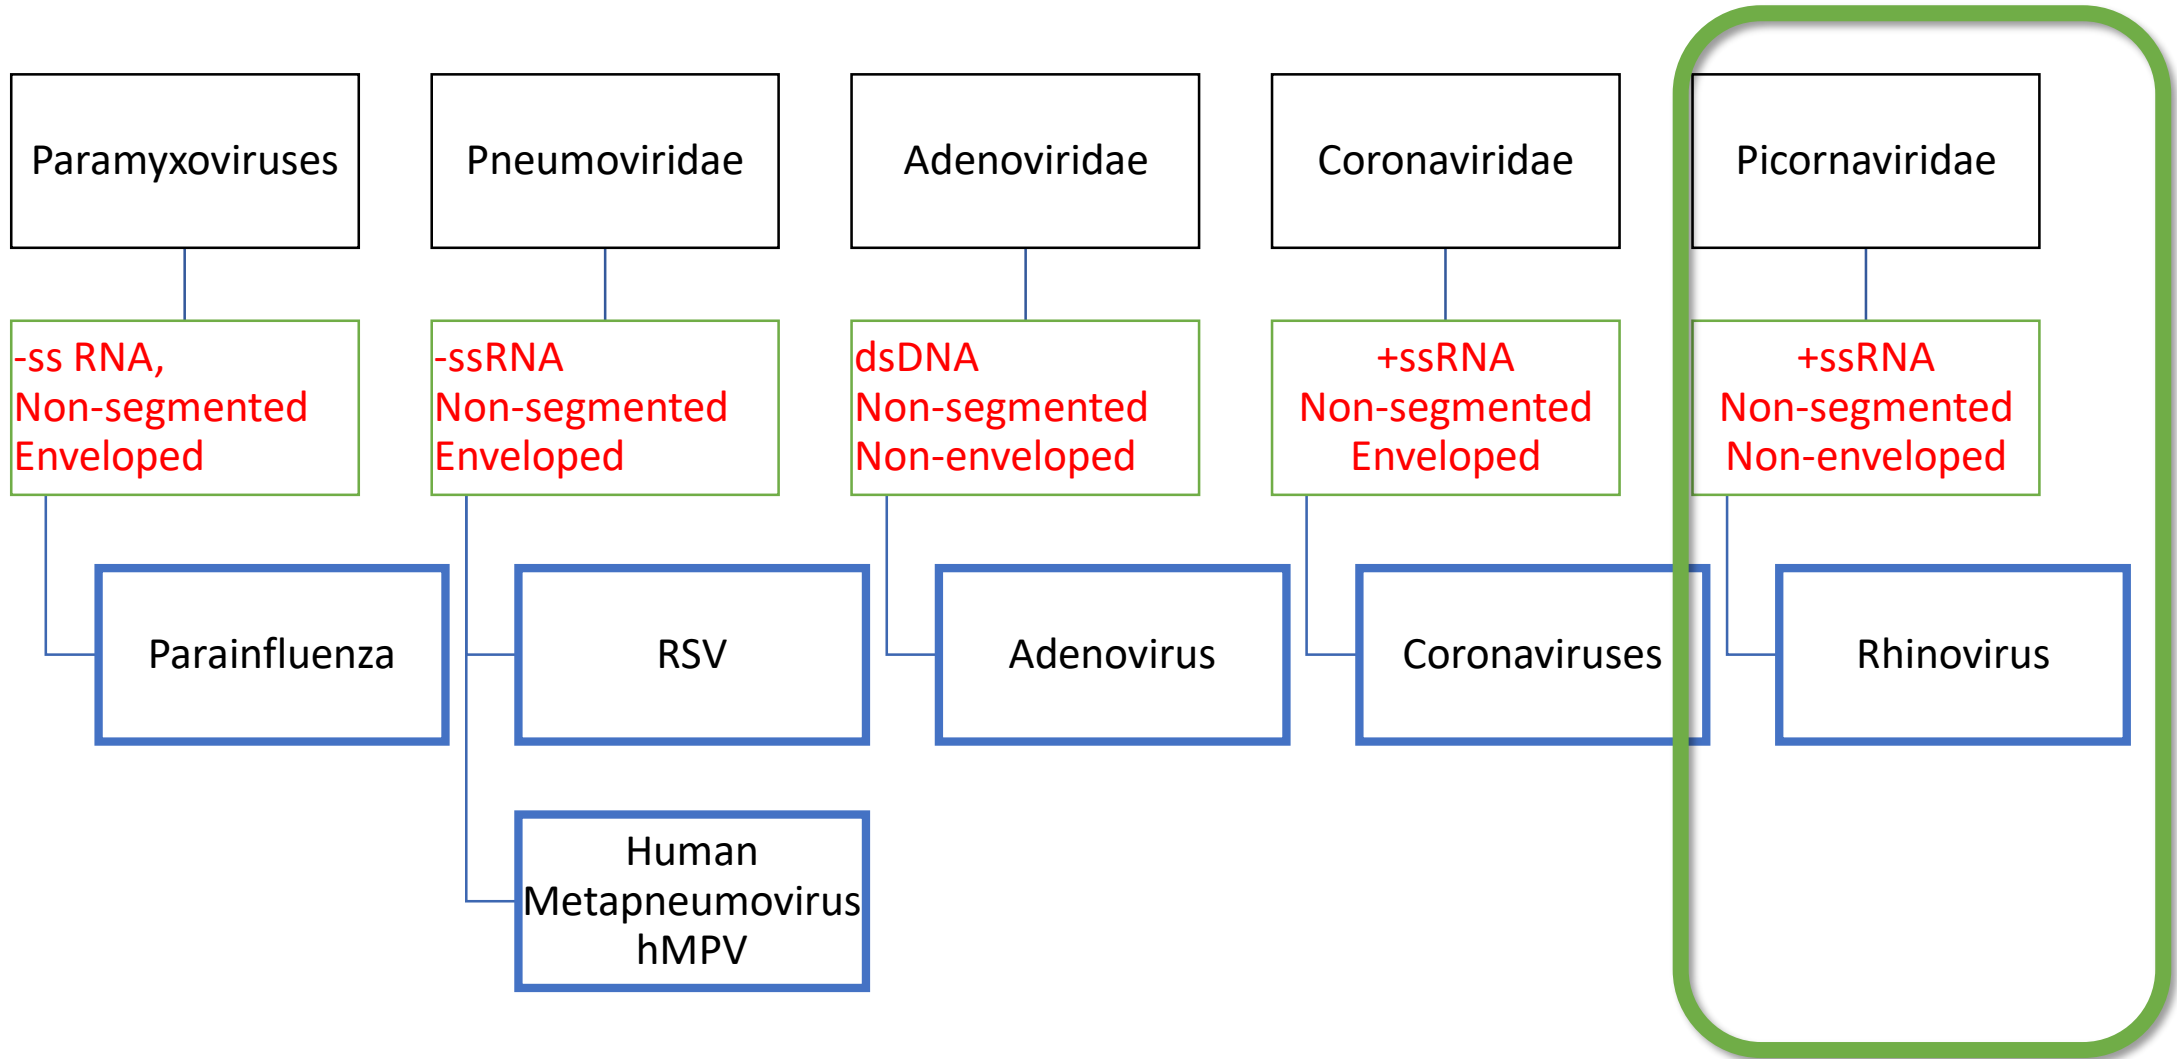 Paramyxoviruses
Pneumoviridae
Adenoviridae
Coronaviridae
Picornaviridae
-ss RNA,
Non-segmented
Enveloped
-ssRNA
Non-segmented
Enveloped
dsDNA
Non-segmented
Non-enveloped
+ssRNA
Non-segmented
Enveloped
+ssRNA
Non-segmented
Non-enveloped
Parainfluenza
RSV
Adenovirus
Coronaviruses
Rhinovirus
Human
Metapneumovirus
hMPV